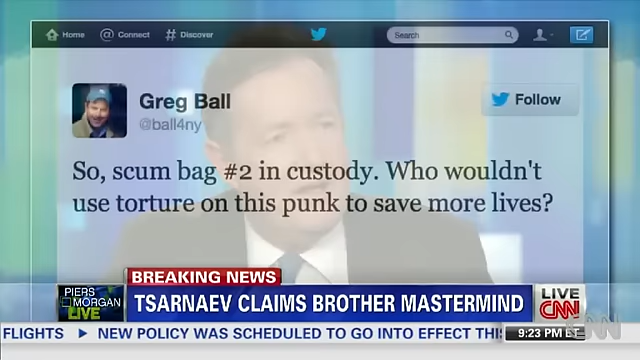 Home @ Connect # Discover Search
Greg Ball
@ball4ny
Follow
So, scum bag #2 in custody. Who wouldn't
use torture on this punk to save more lives?
BREAKING NEWS
PIERS
MORGAN
LIVE
TSARNAEV CLAIMS BROTHER MASTERMIND
LIVE
CNN
FLIGHTS ▶ NEW POLICY WAS SCHEDULED TO GO INTO EFFECT THI
9:23 PM ET
CNN